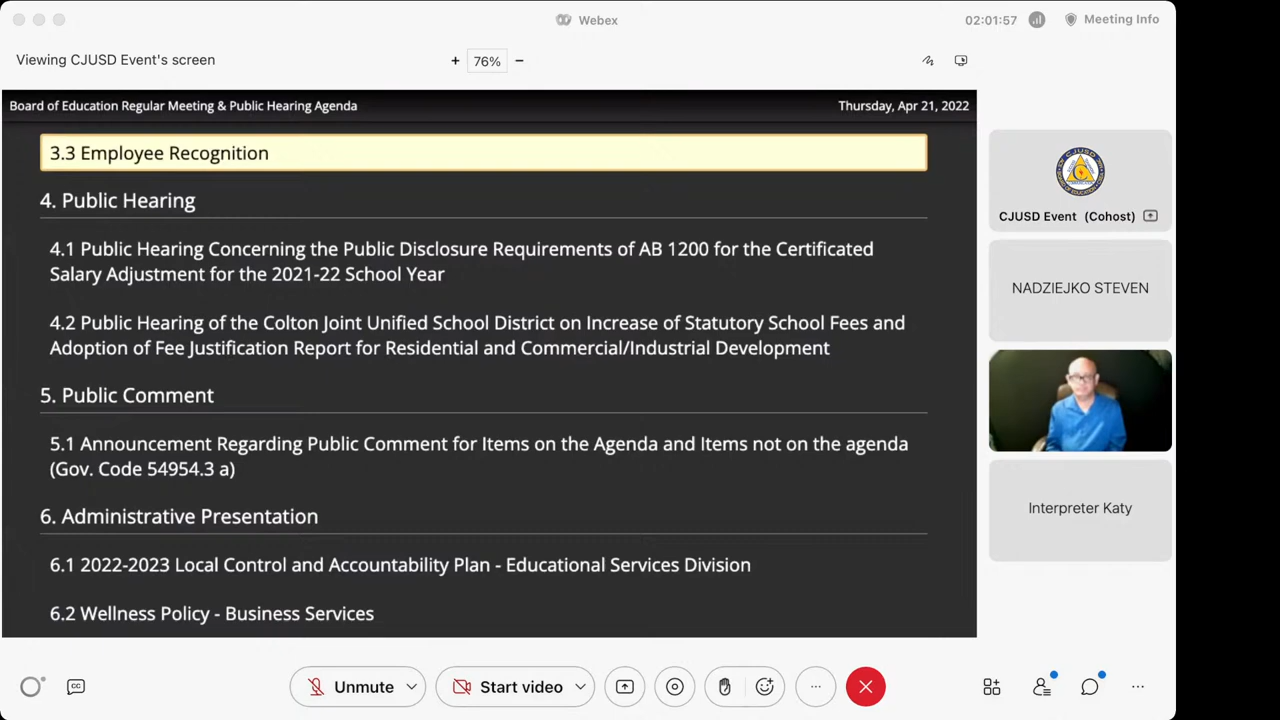 Webex
02:01:57
Meeting Info
Viewing CJUSD Event's screen
+ 76% −
Board of Education Regular Meeting & Public Hearing Agenda
Thursday, Apr 21, 2022
3.3 Employee Recognition
4. Public Hearing
4.1 Public Hearing Concerning the Public Disclosure Requirements of AB 1200 for the Certificated
Salary Adjustment for the 2021-22 School Year
4.2 Public Hearing of the Colton Joint Unified School District on Increase of Statutory School Fees and
Adoption of Fee Justification Report for Residential and Commercial/Industrial Development
5. Public Comment
5.1 Announcement Regarding Public Comment for Items on the Agenda and Items not on the agenda
(Gov. Code 54954.3 a)
6. Administrative Presentation
6.1 2022-2023 Local Control and Accountability Plan - Educational Services Division
6.2 Wellness Policy - Business Services
CJUSD Event (Cohost)
NADZIEJKO STEVEN
Interpreter Katy
CC
Unmute
Start video